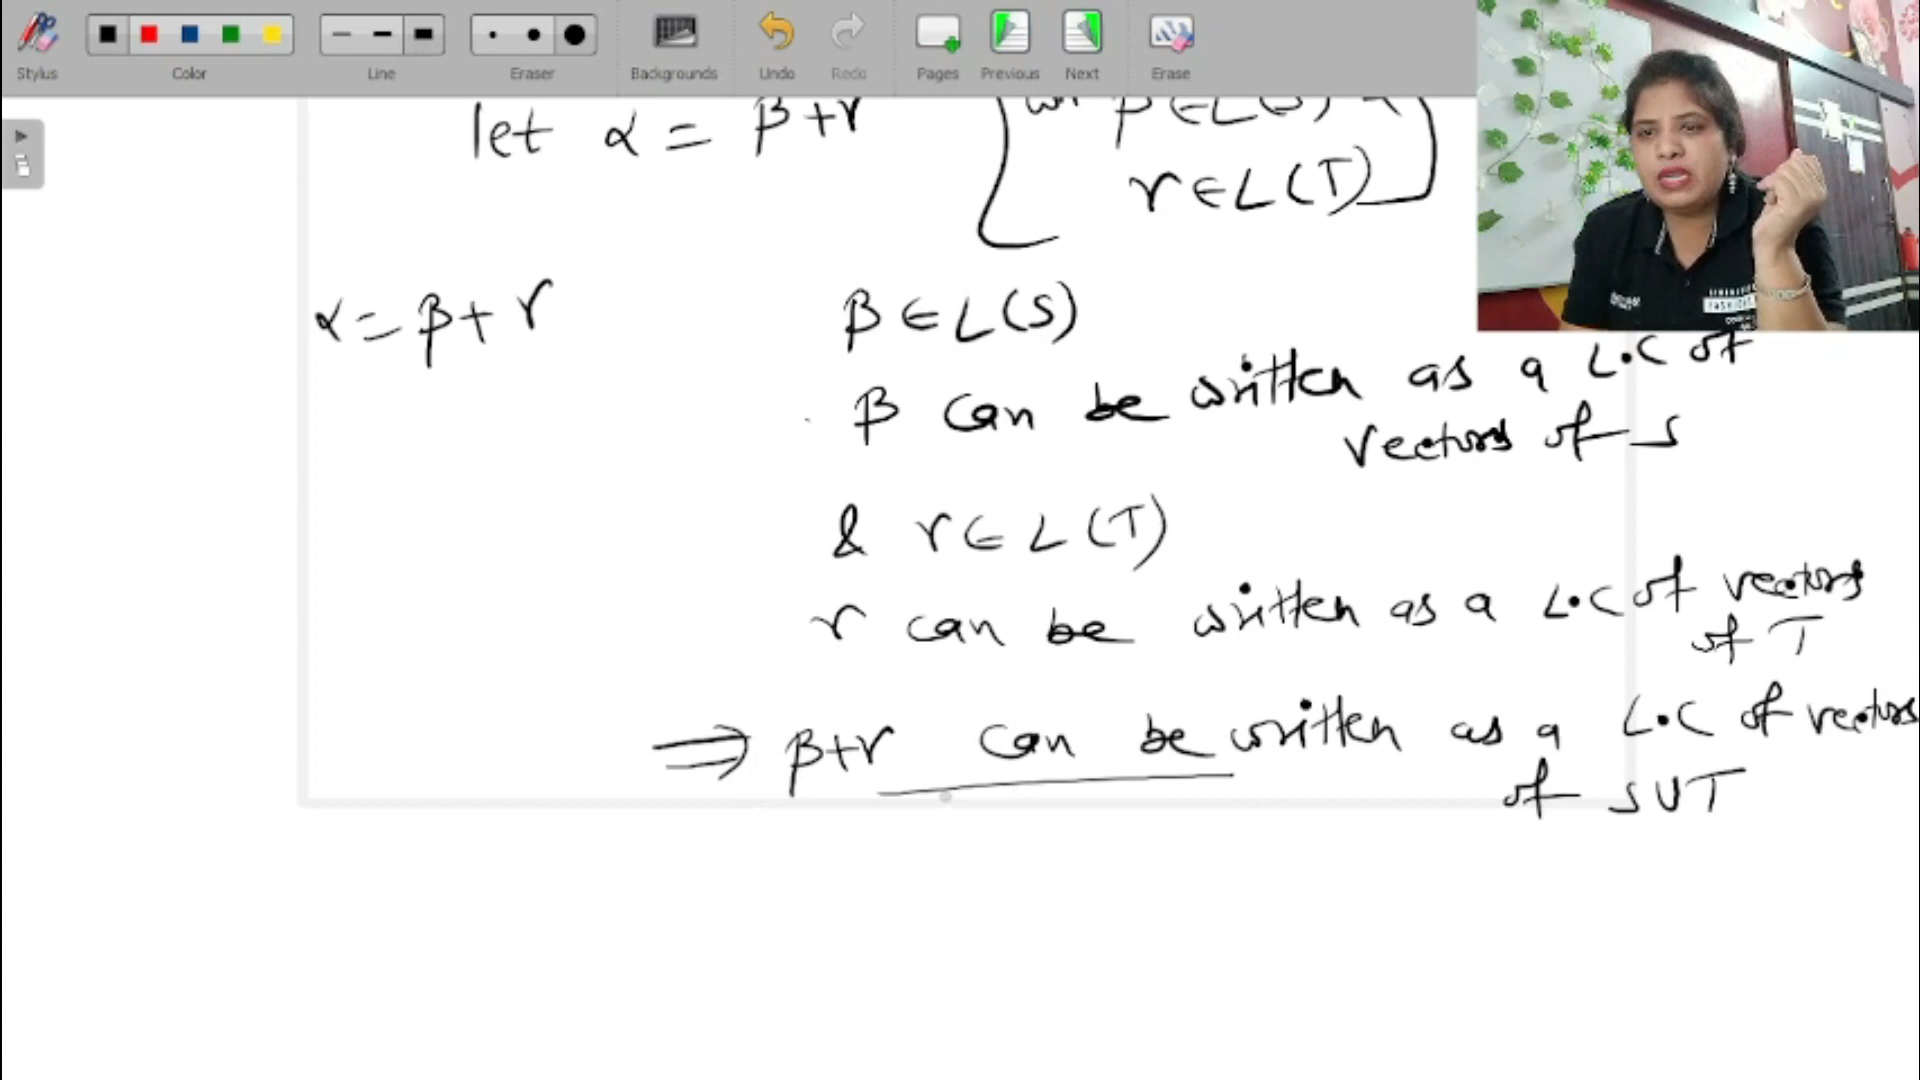 Stylus
Color
Line
Eraser
Backgrounds
Undo
Redo
Pages
Previous
Next
Erase
let α = β+γ
β∈L(S)
γ∈L(T)
α=β+γ
β∈L(S)
β can be written as a L.C of
vectors of S
& γ∈L(T)
γ can be written as a L.C of vectors
of T
⇒ β+γ can be written as a L.C of vectors
of SUT